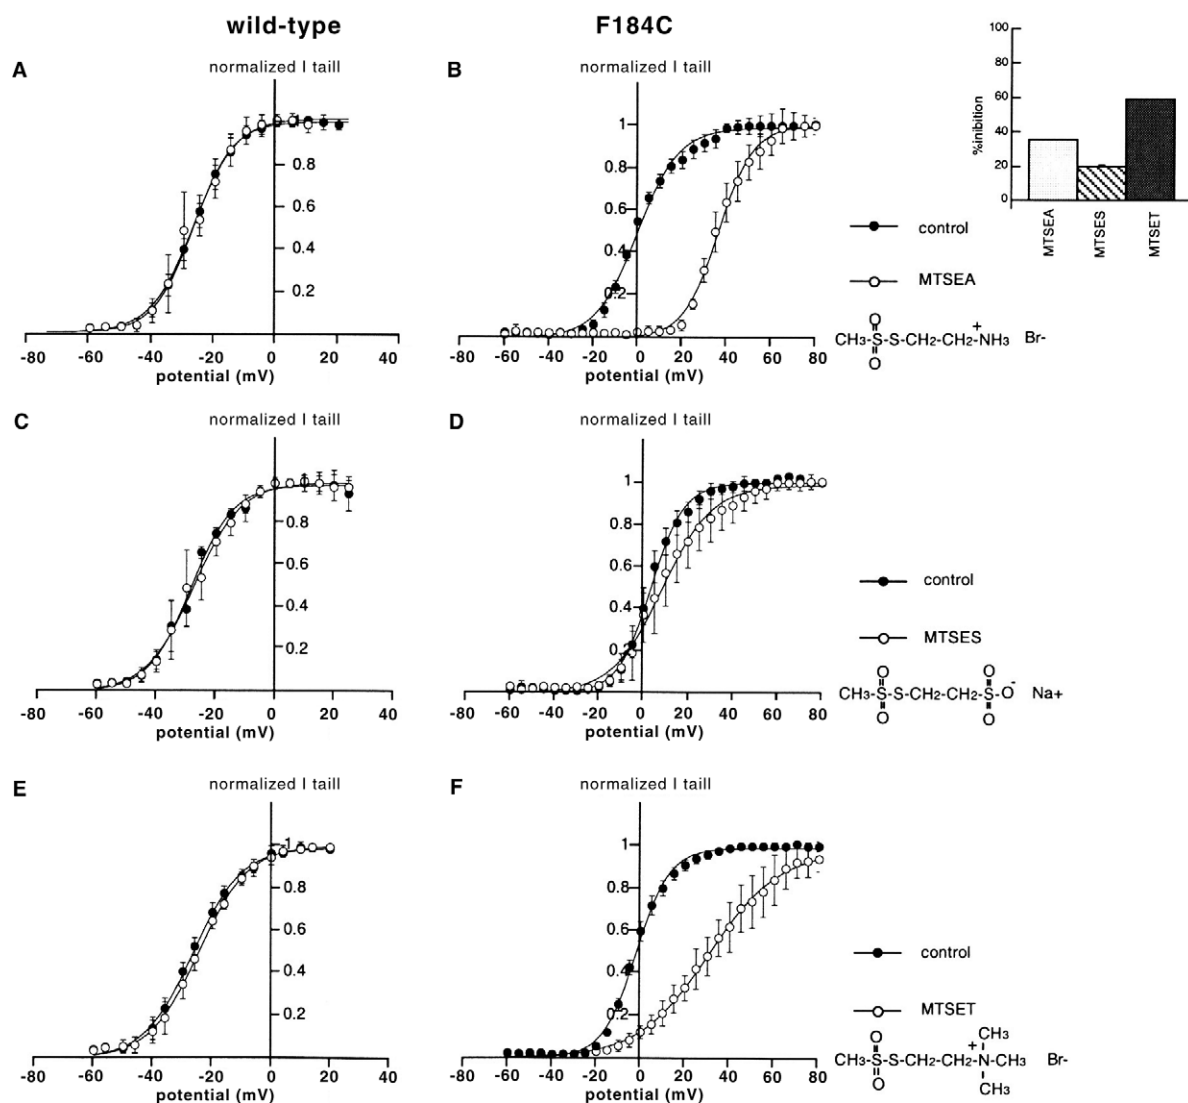 wild-type
F184C
A
normalized I taill
0.8
0.6
0.4
0.2
-80 -60 -40 -20 0 20 40
potential (mV)
B
normalized I taill
1
0.8
0.6
0.4
0.2
-80 -60 -40 -20 0 20 40 60 80
potential (mV)
control
MTSEA
O
CH3-S-S-CH2-CH2-NH3 Br-
+
O
100
80
60
40
20
0
%inibition
MTSEA
MTSES
MTSET
C
normalized I taill
0.8
0.6
0.4
0.2
-80 -60 -40 -20 0 20 40
potential (mV)
D
normalized I taill
1
0.8
0.6
0.4
0.2
-80 -60 -40 -20 0 20 40 60 80
potential (mV)
control
MTSES
O O
CH3-S-S-CH2-CH2-S-O- Na+
O O
E
normalized I taill
1
0.8
0.6
0.4
0.2
-80 -60 -40 -20 0 20 40
potential (mV)
F
normalized I taill
1
0.8
0.6
0.4
0.2
-80 -60 -40 -20 0 20 40 60 80
potential (mV)
control
MTSET
O + CH3
CH3-S-S-CH2-CH2-N-CH3 Br-
O CH3